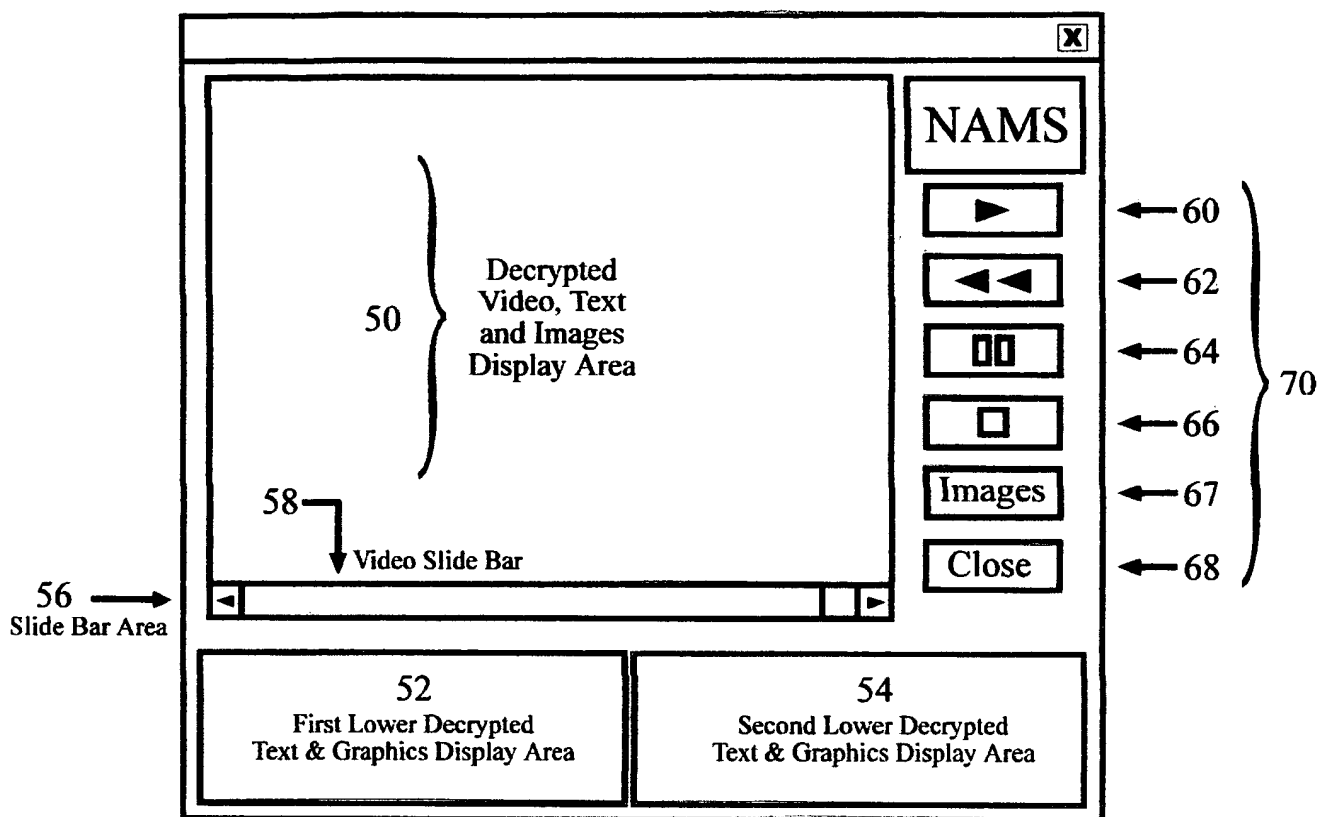 X
NAMS
60
62
64
66
Images
67
Close
68
70
50
Decrypted
Video, Text
and Images
Display Area
58
Video Slide Bar
56
Slide Bar Area
52
First Lower Decrypted
Text & Graphics Display Area
54
Second Lower Decrypted
Text & Graphics Display Area